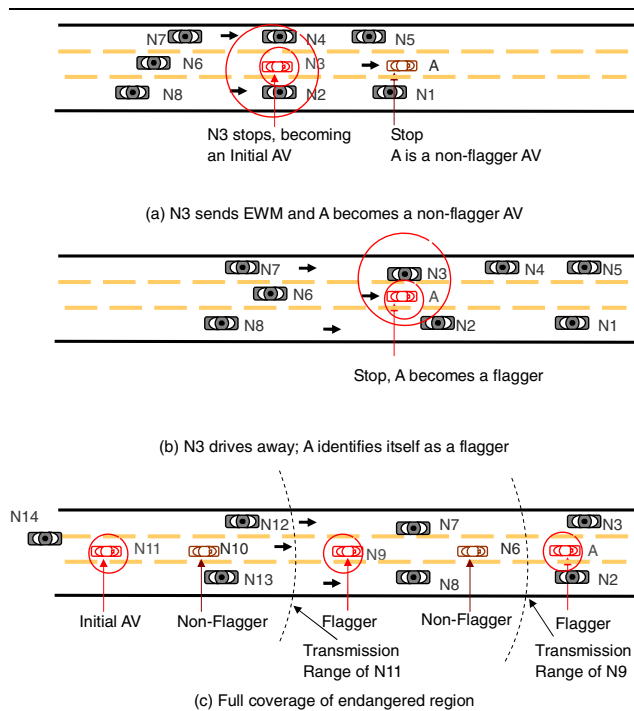 N7 N4 N5
N6 N3 A
N8 N2 N1
N3 stops, becoming
an Initial AV
Stop
A is a non-flagger AV
(a) N3 sends EWM and A becomes a non-flagger AV
N7 N3 N4 N5
N6 A
N8 N2 N1
Stop, A becomes a flagger
(b) N3 drives away; A identifies itself as a flagger
N14 N12 N7 N3
N11 N10 N9 N6 A
N13 N8 N2
Initial AV Non-Flagger Flagger Non-Flagger Flagger
Transmission
Range of N11
Transmission
Range of N9
(c) Full coverage of endangered region